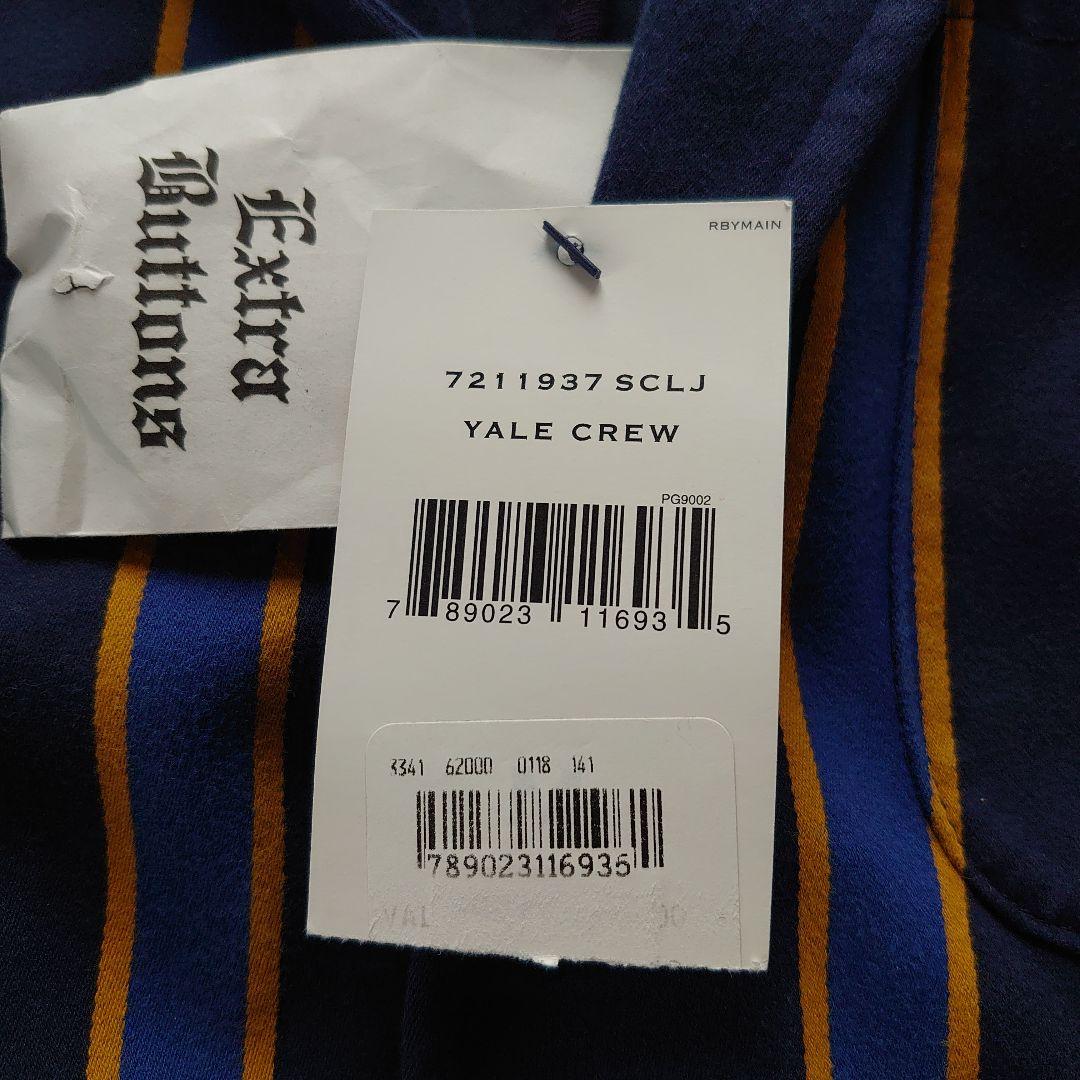 Extra
Buttons
RBYMAIN
7211937 SCLJ
YALE CREW
PG9002
7 89023 11693 5
3341 62000 0118 141
789023116935